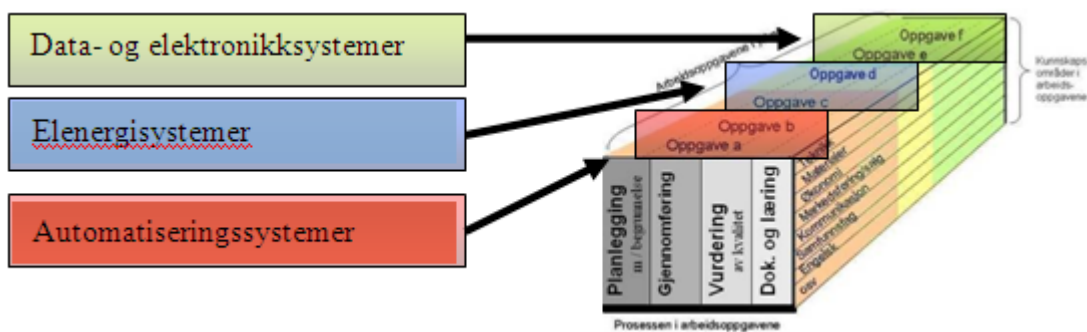 Data- og elektronikksystemer
Elenergisystemer
Automatiseringssystemer
Arbeidsoppgavene i
Oppgave f
Oppgave e
Oppgave d
Oppgave c
Oppgave b
Oppgave a
Kunnskaps
områder i
arbeids-
oppgavene
Teknikk
Materialer
Økonomi
Markedsføring/salg
Kommunikasjon
Samfunnsfag
Engelsk
osv
Planlegging
m / begrunnelse
Gjennomføring
Vurdering
av kvalitet
Dok. og læring
Prosessen i arbeidsoppgavene